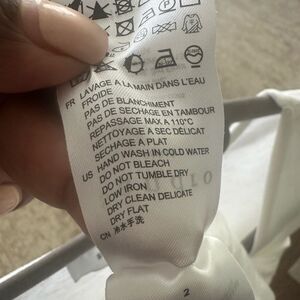 FR LAVAGE A LA MAIN DANS L'EAU
FROIDE
PAS DE BLANCHIMENT
PAS DE SECHAGE EN TAMBOUR
REPASSAGE MAX A 110°C
NETTOYAGE A SEC DELICAT
SECHAGE A PLAT
US HAND WASH IN COLD WATER
DO NOT BLEACH
DO NOT TUMBLE DRY
LOW IRON
DRY CLEAN DELICATE
DRY FLAT
CN 冷水手洗
2